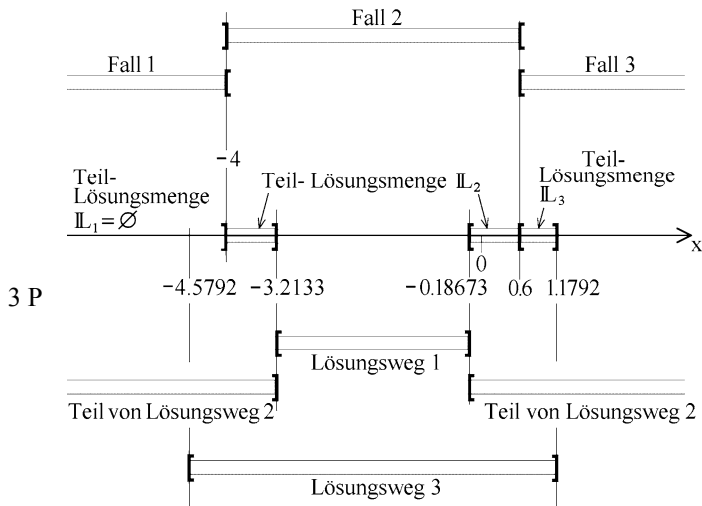 Fall 2
Fall 1
Fall 3
−4
Teil-
Lösungsmenge
𝕃₁ = ∅
Teil- Lösungsmenge 𝕃₂
Teil-
Lösungsmenge
𝕃₃
0
x
3 P
−4.5792 −3.2133 −0.18673 0.6 1.1792
Lösungsweg 1
Teil von Lösungsweg 2
Teil von Lösungsweg 2
Lösungsweg 3